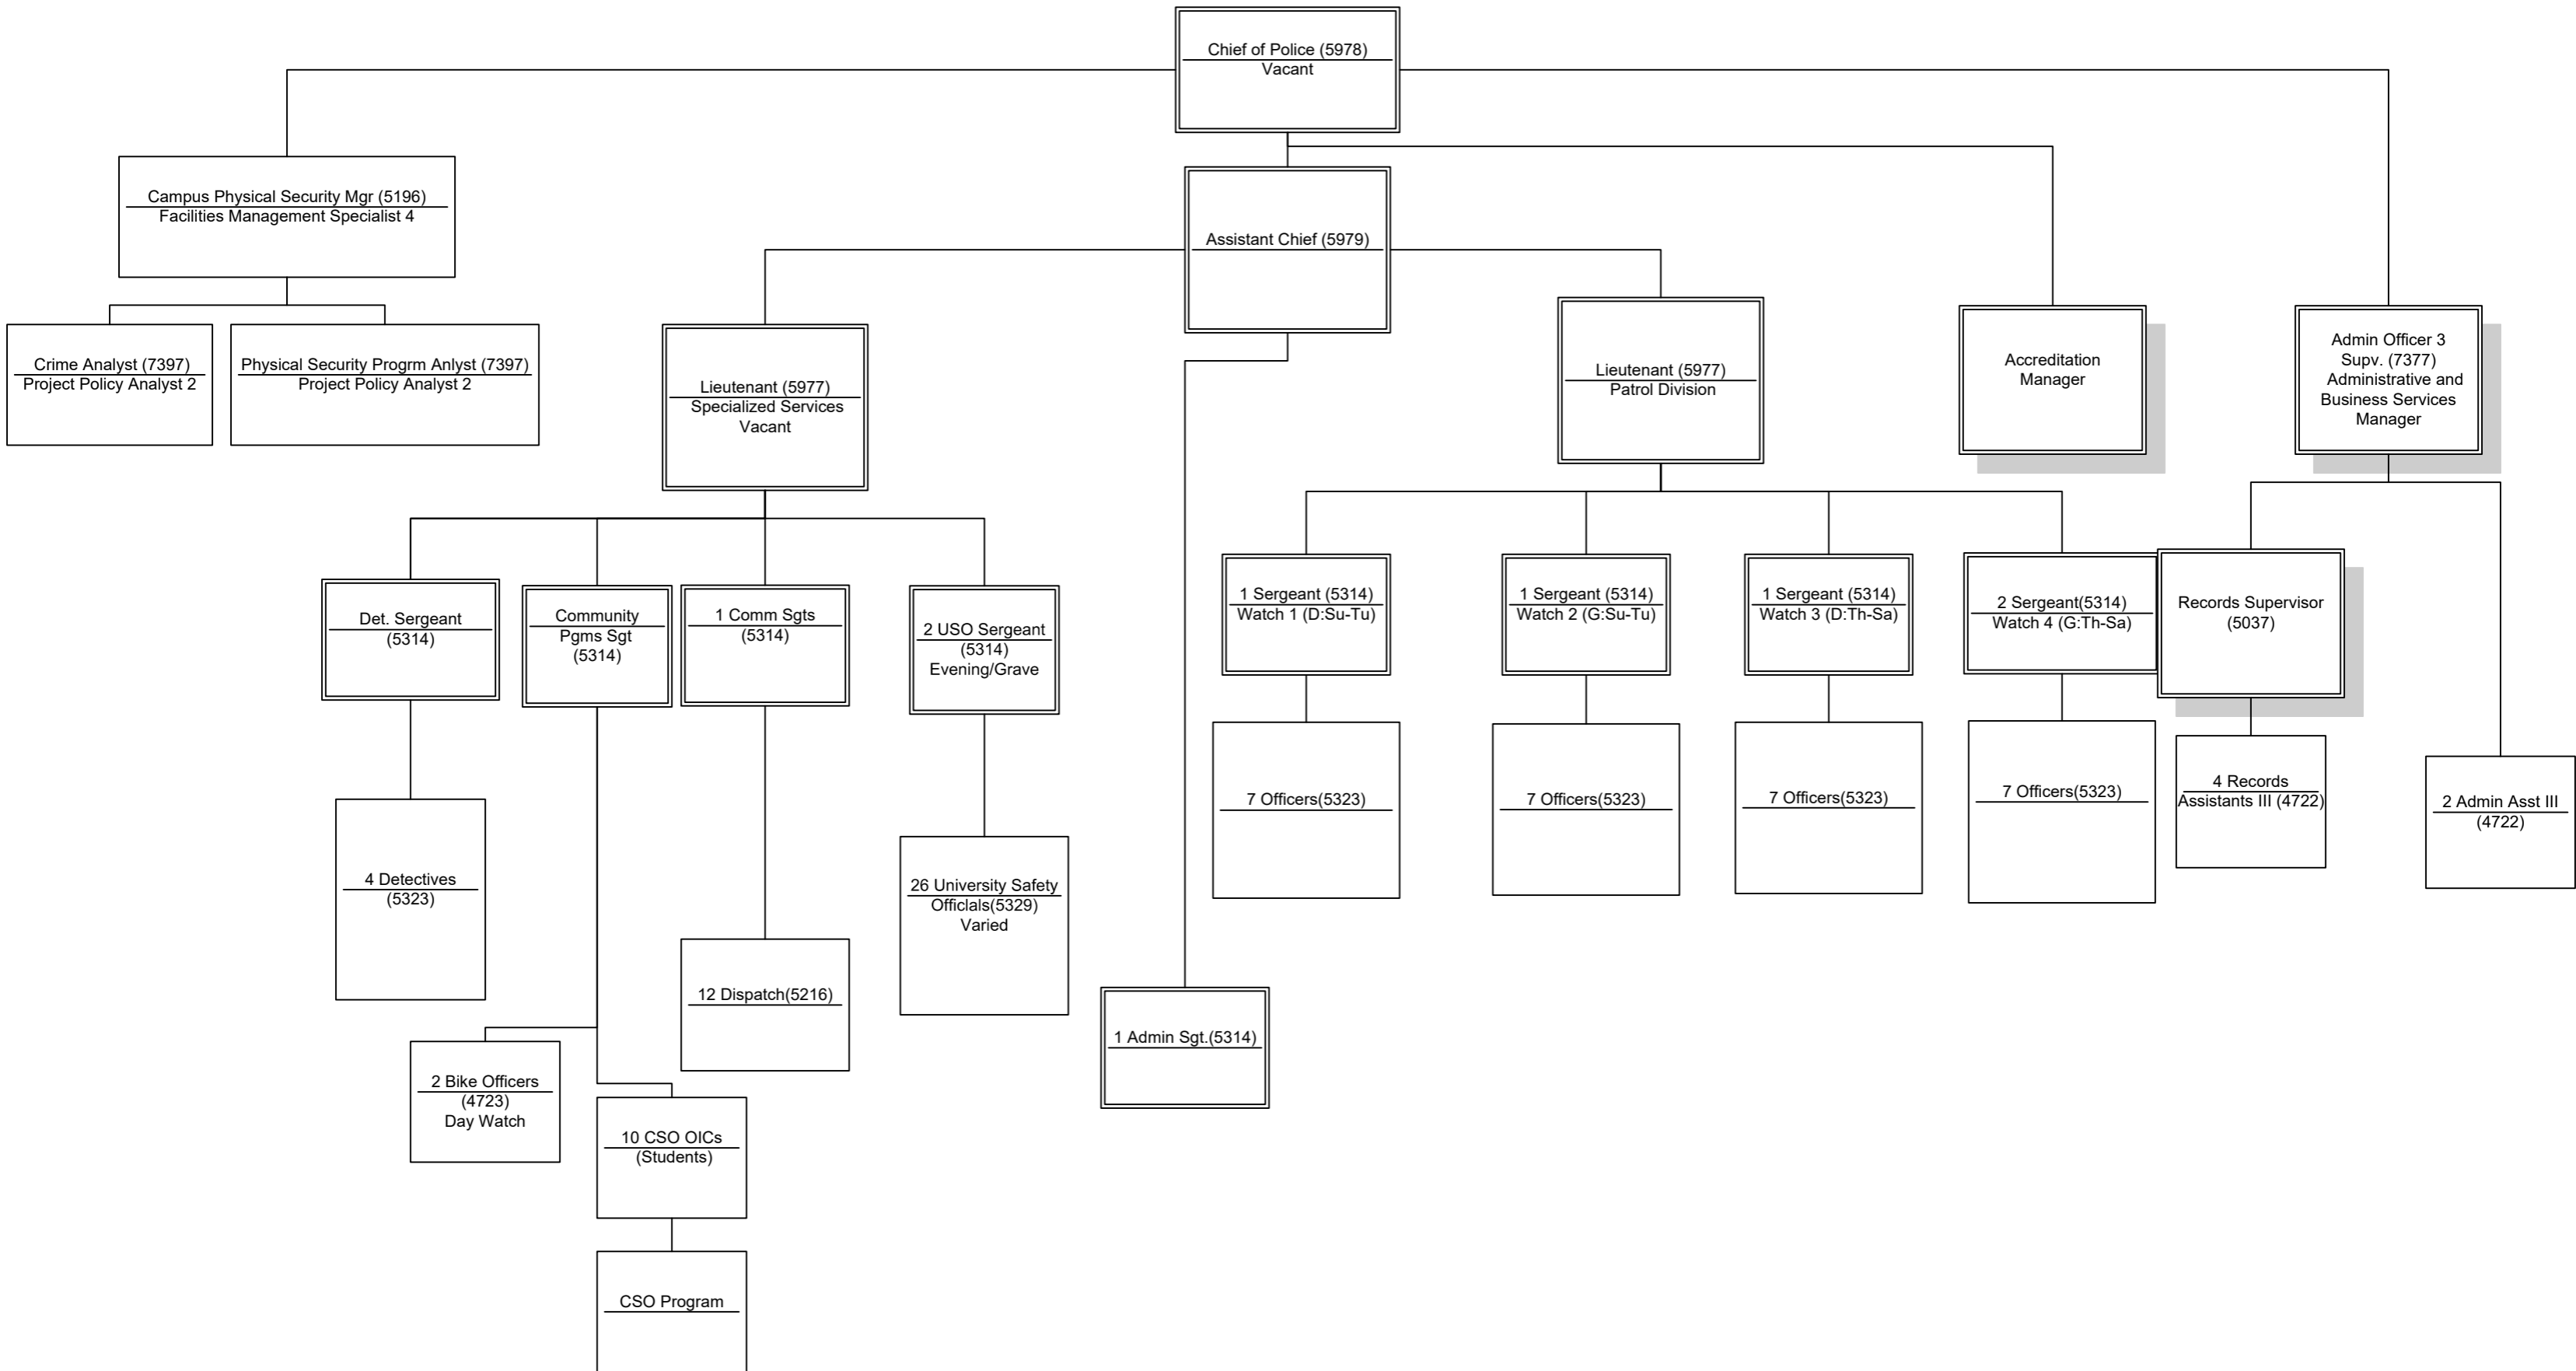 Chief of Police (5978)
Vacant
Campus Physical Security Mgr (5196)
Facilities Management Specialist 4
Assistant Chief (5979)
Crime Analyst (7397)
Project Policy Analyst 2
Physical Security Progrm Anlyst (7397)
Project Policy Analyst 2
Lieutenant (5977)
Specialized Services
Vacant
Lieutenant (5977)
Patrol Division
Accreditation
Manager
Admin Officer 3
Supv. (7377)
Administrative and
Business Services
Manager
Det. Sergeant
(5314)
Community
Pgms Sgt
(5314)
1 Comm Sgts
(5314)
2 USO Sergeant
(5314)
Evening/Grave
1 Sergeant (5314)
Watch 1 (D:Su-Tu)
1 Sergeant (5314)
Watch 2 (G:Su-Tu)
1 Sergeant (5314)
Watch 3 (D:Th-Sa)
2 Sergeant(5314)
Watch 4 (G:Th-Sa)
Records Supervisor
(5037)
4 Detectives
(5323)
26 University Safety
Officlals(5329)
Varied
7 Officers(5323)
7 Officers(5323)
7 Officers(5323)
7 Officers(5323)
4 Records
Assistants III (4722)
2 Admin Asst III
(4722)
12 Dispatch(5216)
1 Admin Sgt.(5314)
2 Bike Officers
(4723)
Day Watch
10 CSO OICs
(Students)
CSO Program